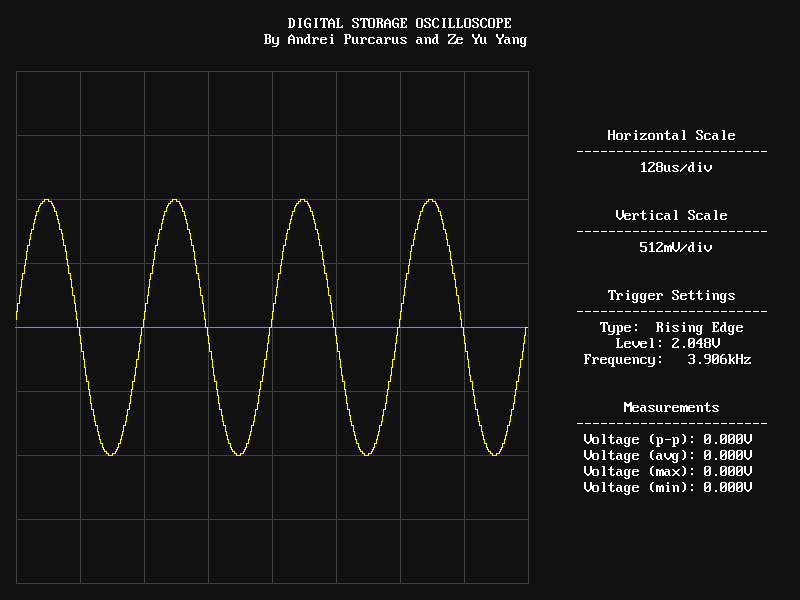 DIGITAL STORAGE OSCILLOSCOPE
By Andrei Purcarus and Ze Yu Yang
Horizontal Scale
------------------------
128us/div
Vertical Scale
------------------------
512mV/div
Trigger Settings
------------------------
Type:  Rising Edge
Level: 2.048V
Frequency:   3.906kHz
Measurements
------------------------
Voltage (p-p): 0.000V
Voltage (avg): 0.000V
Voltage (max): 0.000V
Voltage (min): 0.000V